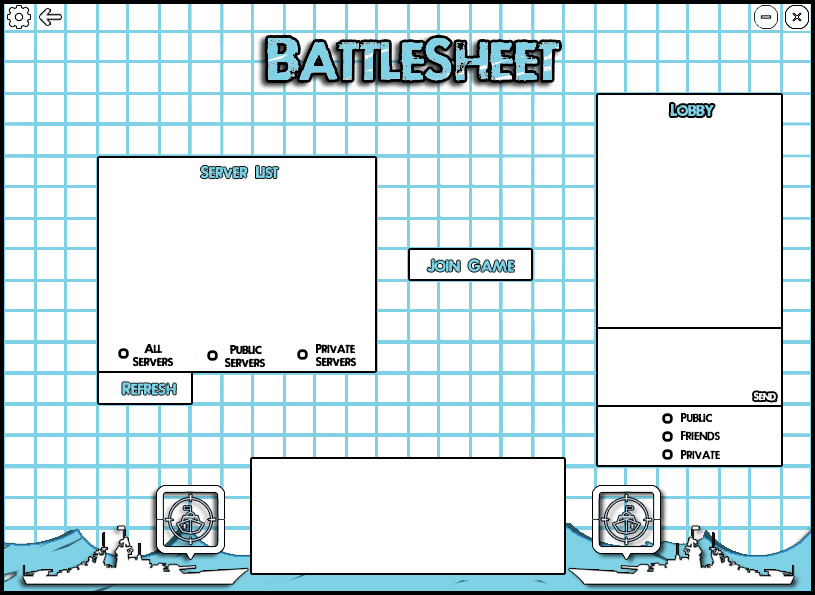 BATTLESHEET
LOBBY
SERVER LIST
JOIN GAME
ALL
SERVERS
PUBLIC
SERVERS
PRIVATE
SERVERS
REFRESH
SEND
PUBLIC
FRIENDS
PRIVATE